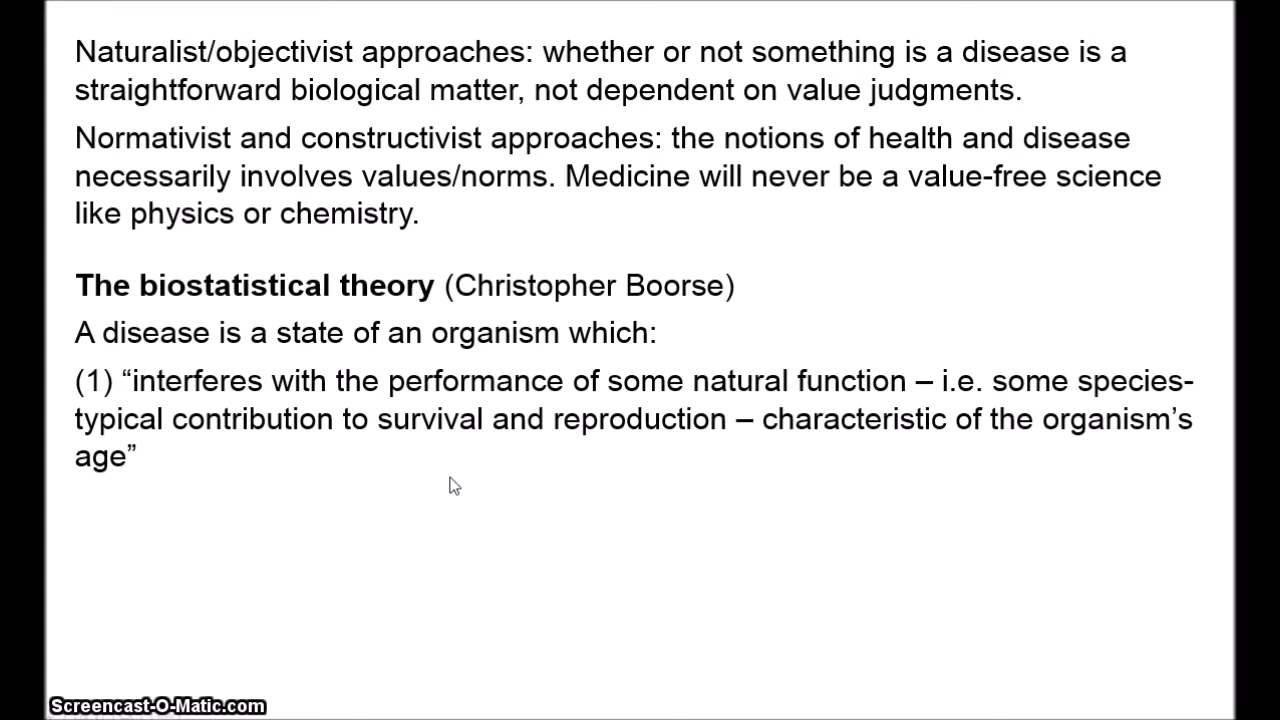 Naturalist/objectivist approaches: whether or not something is a disease is a
straightforward biological matter, not dependent on value judgments.
Normativist and constructivist approaches: the notions of health and disease
necessarily involves values/norms. Medicine will never be a value-free science
like physics or chemistry.
The biostatistical theory (Christopher Boorse)
A disease is a state of an organism which:
(1) “interferes with the performance of some natural function – i.e. some species-
typical contribution to survival and reproduction – characteristic of the organism’s
age”
Screencast-O-Matic.com